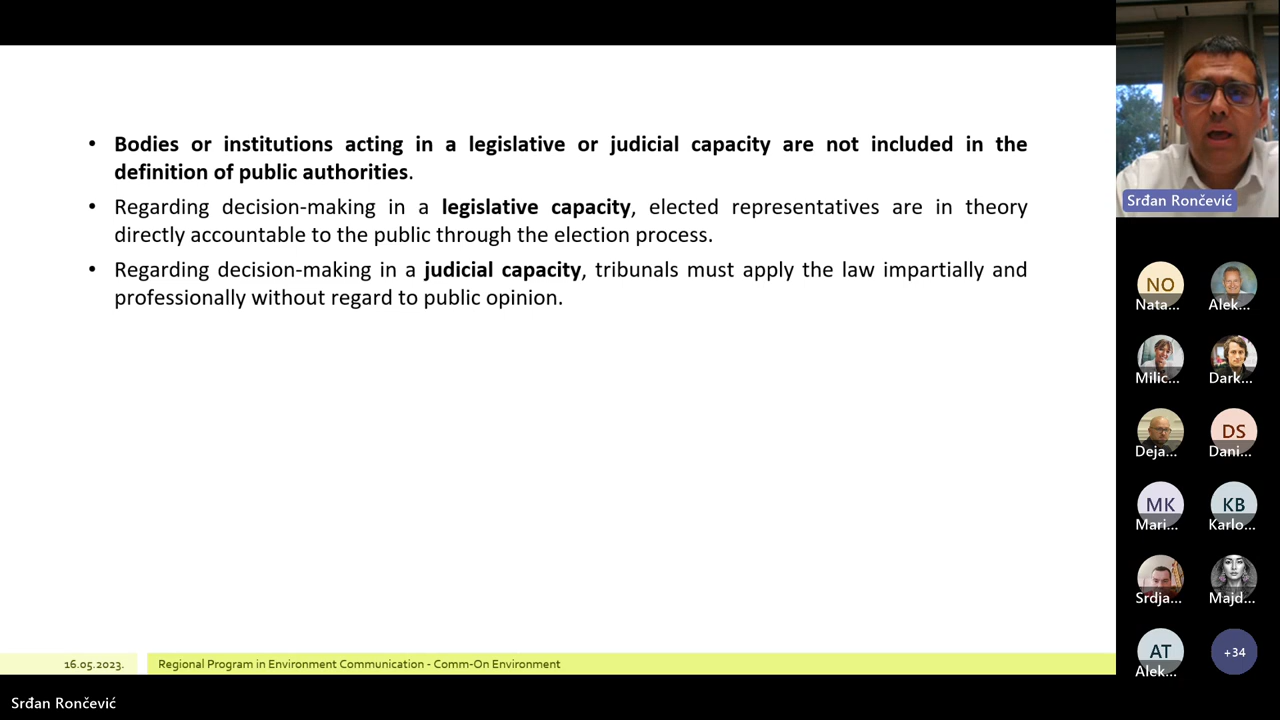 • Bodies or institutions acting in a legislative or judicial capacity are not included in the
definition of public authorities.
• Regarding decision-making in a legislative capacity, elected representatives are in theory
directly accountable to the public through the election process.
• Regarding decision-making in a judicial capacity, tribunals must apply the law impartially and
professionally without regard to public opinion.
16.05.2023.
Regional Program in Environment Communication - Comm-On Environment
Srđan Rončević
Srđan Rončević
NO
Nata...
Alek...
Milic...
Dark...
Deja...
DS
Dani...
MK
Mari...
KB
Karlo...
Srdja...
Majd...
AT
Alek...
+34